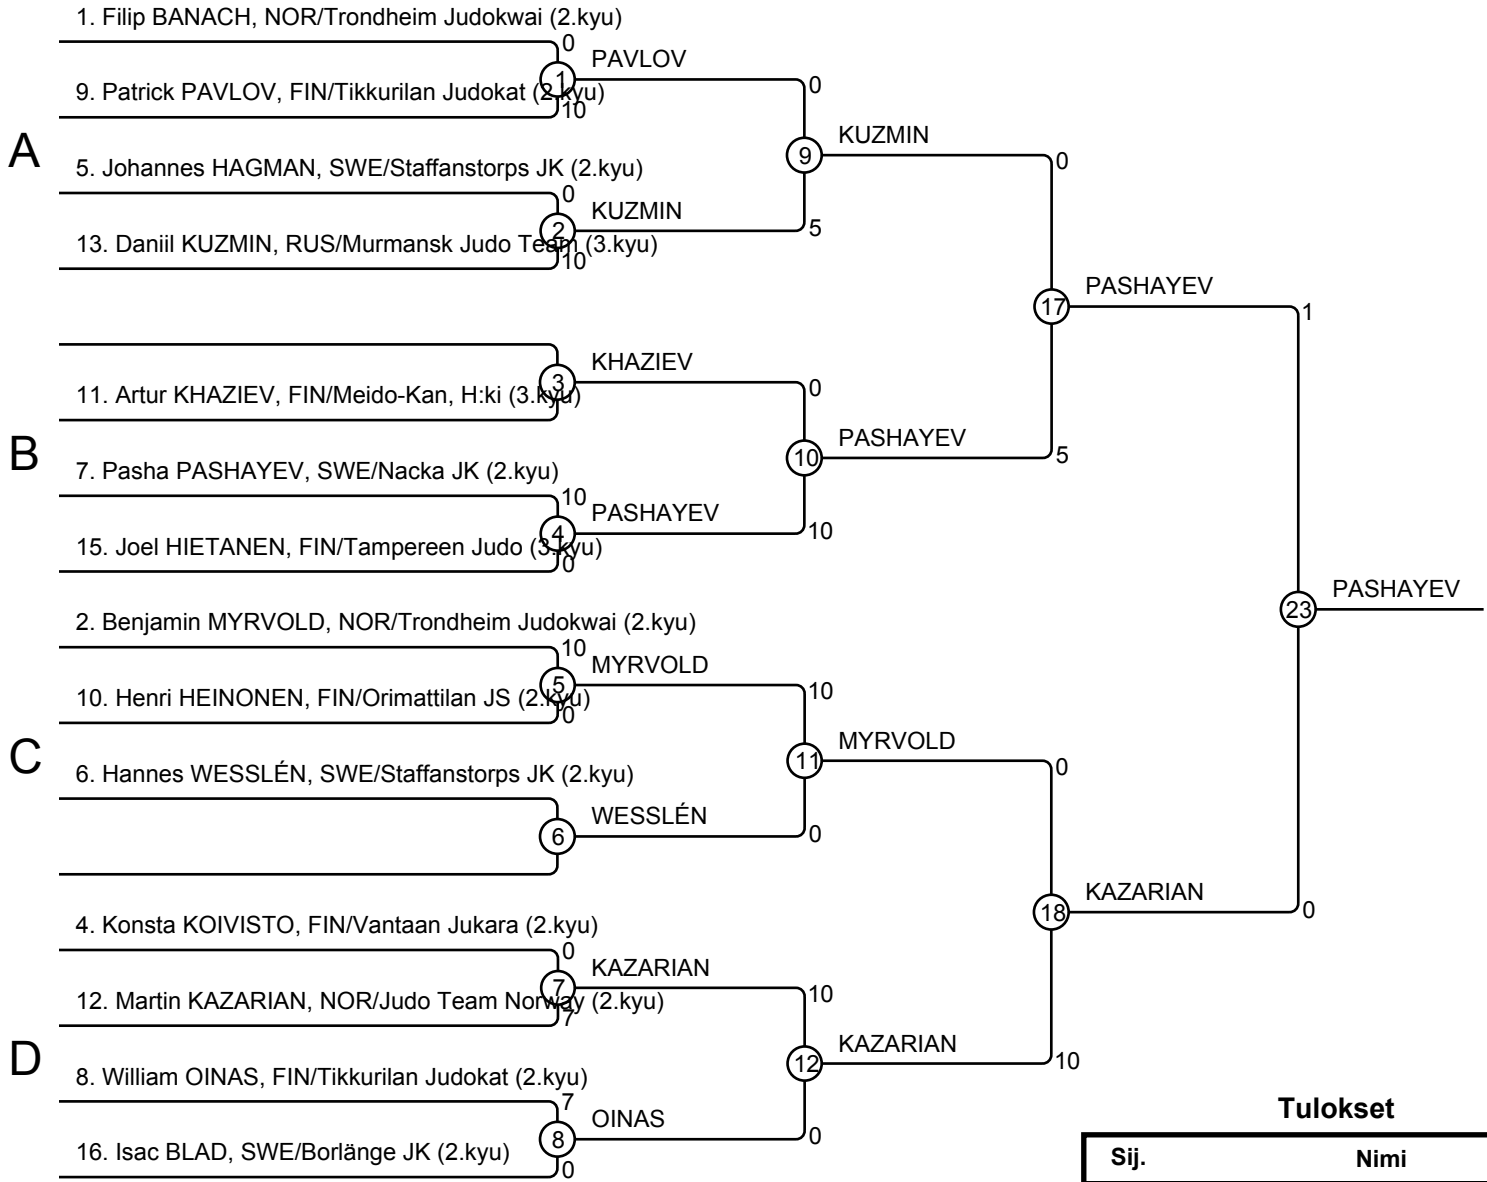 1. Filip BANACH, NOR/Trondheim Judokwai (2.kyu)
0
1
PAVLOV
0
9. Patrick PAVLOV, FIN/Tikkurilan Judokat (2.kyu)
10
A
9
KUZMIN
0
5. Johannes HAGMAN, SWE/Staffanstorps JK (2.kyu)
0
2
KUZMIN
5
13. Daniil KUZMIN, RUS/Murmansk Judo Team (3.kyu)
10
17
PASHAYEV
1
3
KHAZIEV
0
11. Artur KHAZIEV, FIN/Meido-Kan, H:ki (3.kyu)
B
10
PASHAYEV
5
7. Pasha PASHAYEV, SWE/Nacka JK (2.kyu)
10
4
PASHAYEV
10
15. Joel HIETANEN, FIN/Tampereen Judo (3.kyu)
0
23
PASHAYEV
2. Benjamin MYRVOLD, NOR/Trondheim Judokwai (2.kyu)
10
5
MYRVOLD
10
10. Henri HEINONEN, FIN/Orimattilan JS (2.kyu)
0
C
11
MYRVOLD
0
6. Hannes WESSLÉN, SWE/Staffanstorps JK (2.kyu)
6
WESSLÉN
0
18
KAZARIAN
0
4. Konsta KOIVISTO, FIN/Vantaan Jukara (2.kyu)
0
7
KAZARIAN
10
12. Martin KAZARIAN, NOR/Judo Team Norway (2.kyu)
7
D
12
KAZARIAN
10
8. William OINAS, FIN/Tikkurilan Judokat (2.kyu)
7
8
OINAS
0
16. Isac BLAD, SWE/Borlänge JK (2.kyu)
0
Tulokset
Sij. Nimi